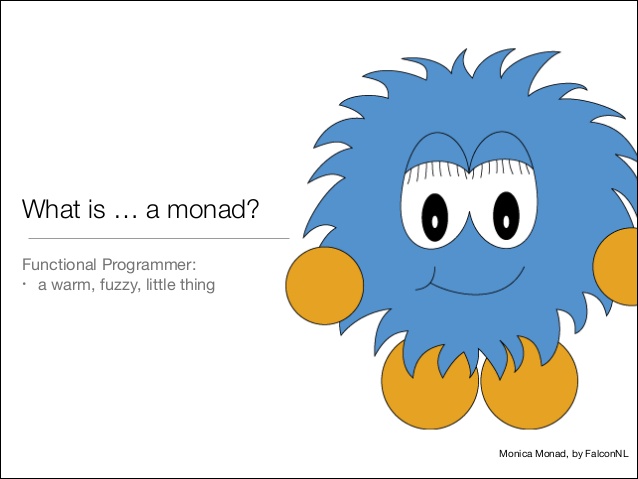 What is … a monad?
Functional Programmer:
• a warm, fuzzy, little thing
Monica Monad, by FalconNL